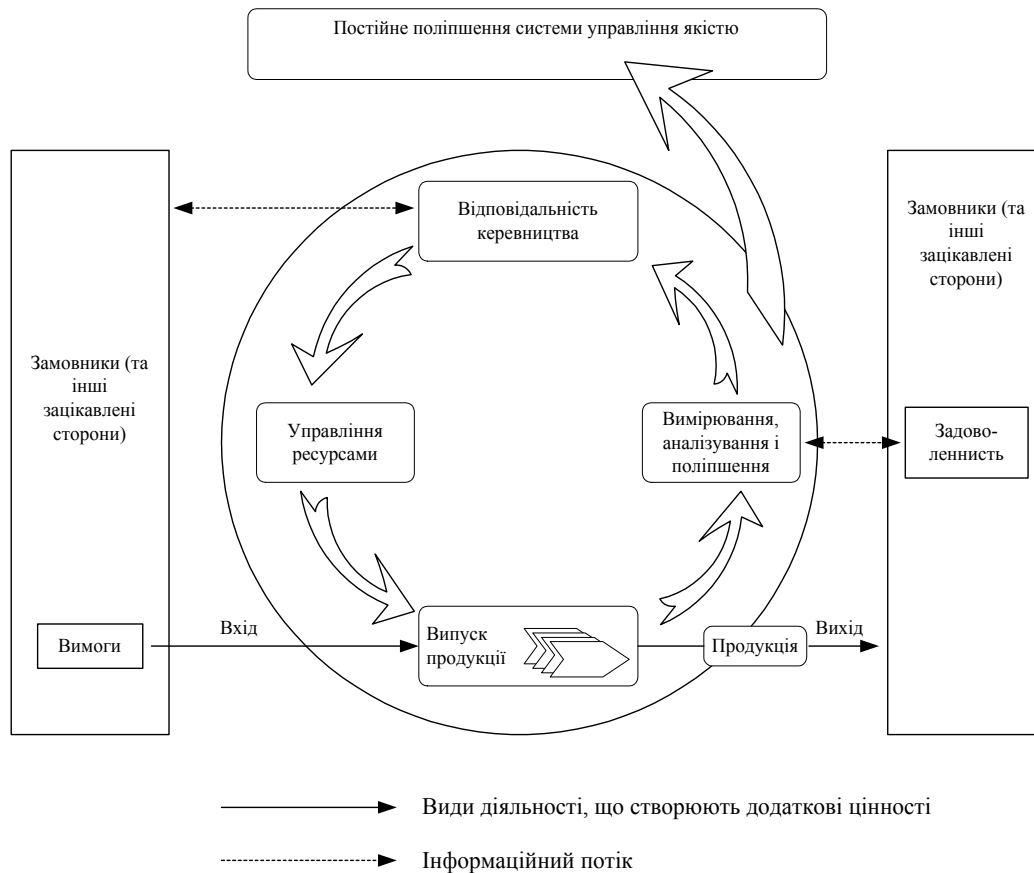 Постійне поліпшення системи управління якістю
Замовники (та
інші
зацікавлені
сторони)
Вимоги
Вхід
Відповідальність
керевництва
Управління
ресурсами
Вимірювання,
аналізування і
поліпшення
Випуск
продукції
Продукція
Вихід
Замовники (та
інші
зацікавлені
сторони)
Задово-
леннисть
Види діяльності, що створюють додаткові цінності
Інформаційний потік